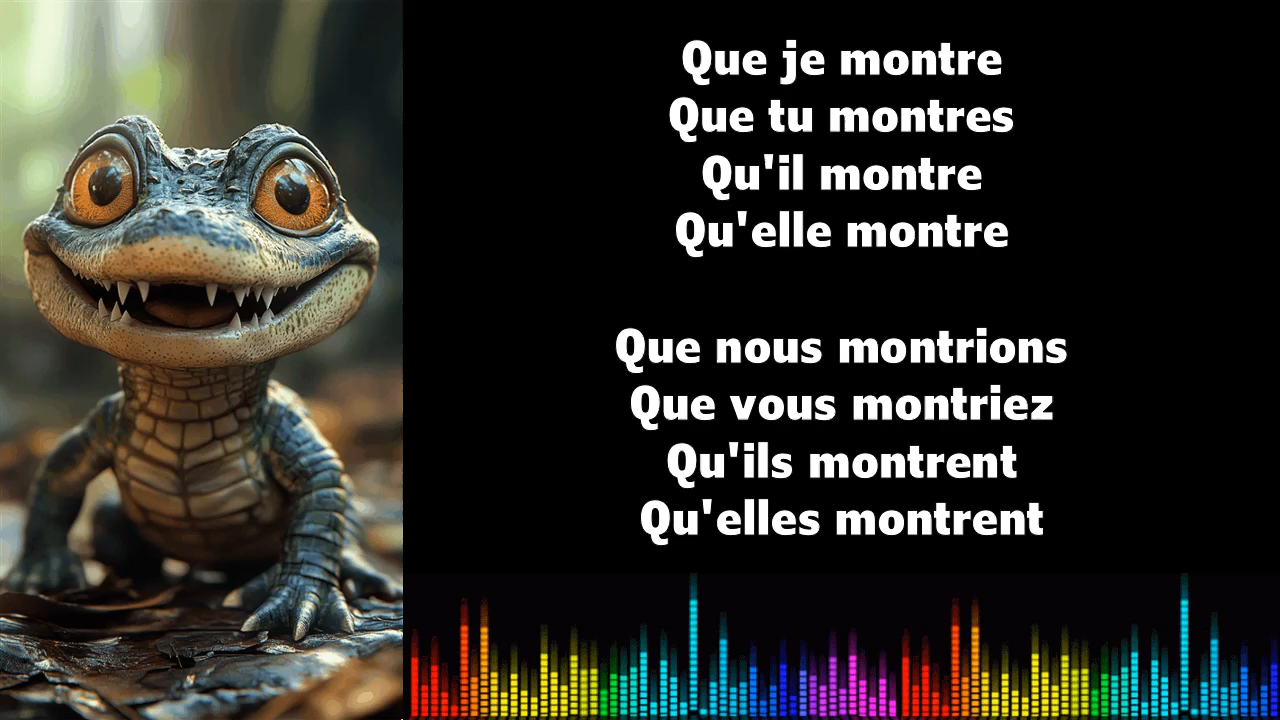 Que je montre
Que tu montres
Qu'il montre
Qu'elle montre
Que nous montrions
Que vous montriez
Qu'ils montrent
Qu'elles montrent